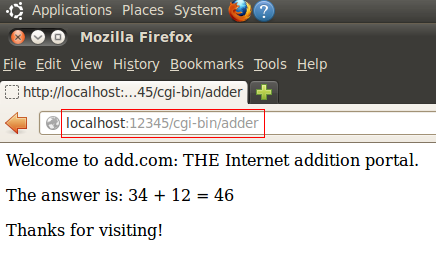 Applications Places System ?
Mozilla Firefox
File Edit View History Bookmarks Tools Help
http://localhost:...45/cgi-bin/adder
localhost:12345/cgi-bin/adder
Welcome to add.com: THE Internet addition portal.
The answer is: 34 + 12 = 46
Thanks for visiting!